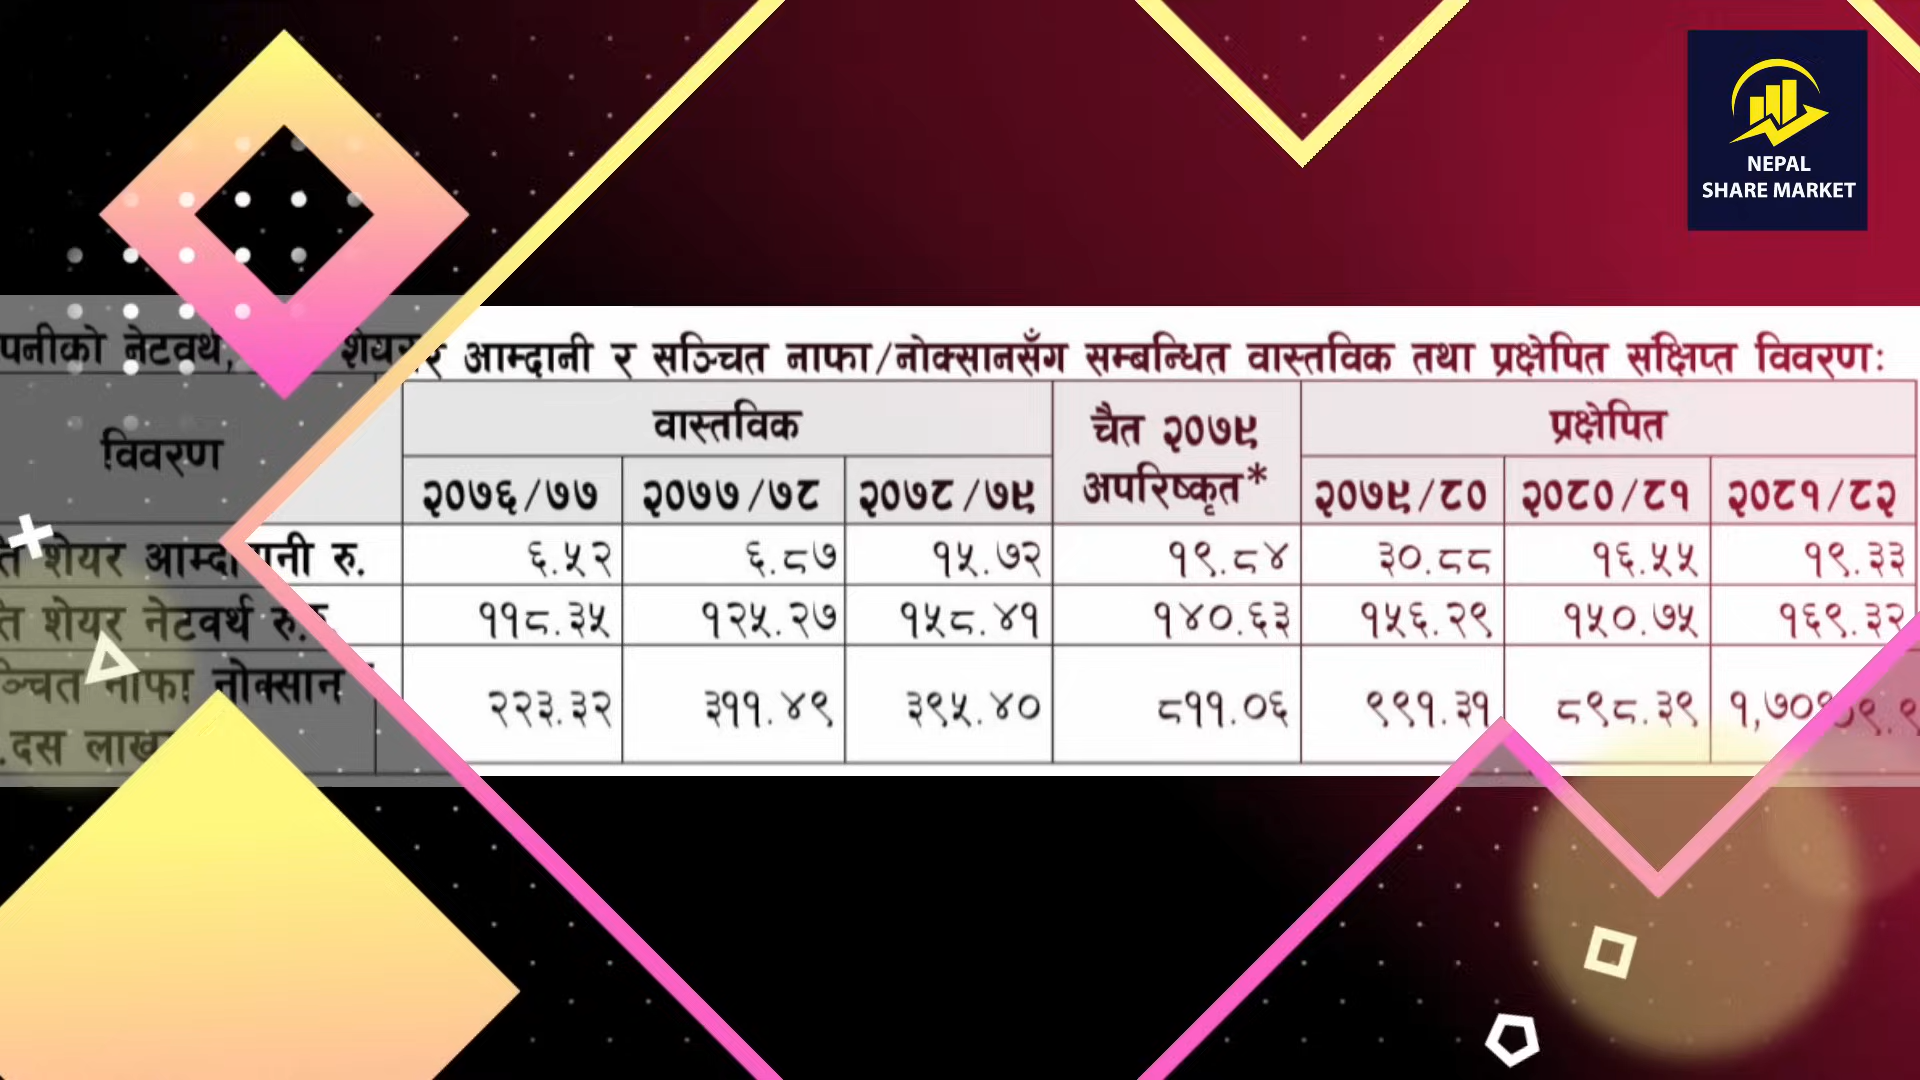 NEPAL
SHARE MARKET
पनीको नेटवर्थ, शेयर आम्दानी र सञ्चित नाफा/नोक्सानसँग सम्बन्धित वास्तविक तथा प्रक्षेपित संक्षिप्त विवरणः
विवरण वास्तविक चैत २०७९ अपरिष्कृत* प्रक्षेपित
२०७६/७७ २०७७/७८ २०७८/७९ २०७९/८० २०८०/८१ २०८१/८२
ति शेयर आम्दानी रु. ६.५२ ६.८७ १५.७२ १९.८४ ३०.८८ १६.५५ १९.३३
ति शेयर नेटवर्थ रु. ११८.३५ १२५.२७ १५८.४१ १४०.६३ १५६.२९ १५०.७५ १६९.३२
ञ्चित नाफा नोक्सान २२३.३२ ३११.४९ ३९५.४० ८११.०६ ९९१.३१ ८९८.३९
.दस लाख